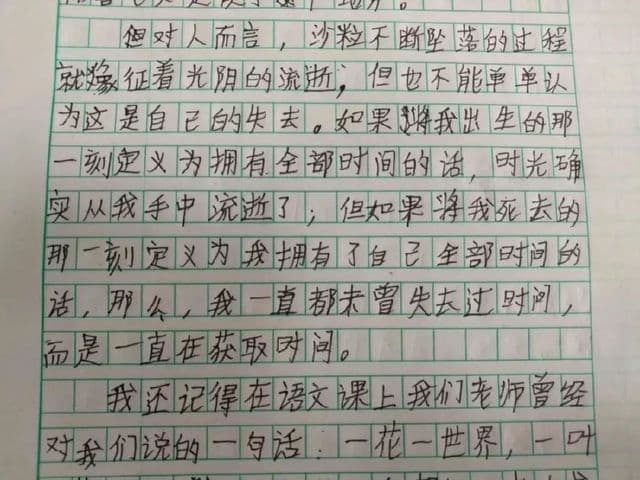 但对人而言，沙粒不断坠落的过程
就像征着光阴的流逝，但也不能单单认
为这是自己的失去。如果将我出生的那
一刻定义为拥有全部时间的话，时光确
实从我手中流逝了；但如果将我死去的
那一刻定义为我拥有了自己全部时间的
话，那么，我一直都未曾失去过时间，
而是一直在获取时间。
我还记得在语文课上我们老师曾经
对我们说的一句话：一花一世界，一叶